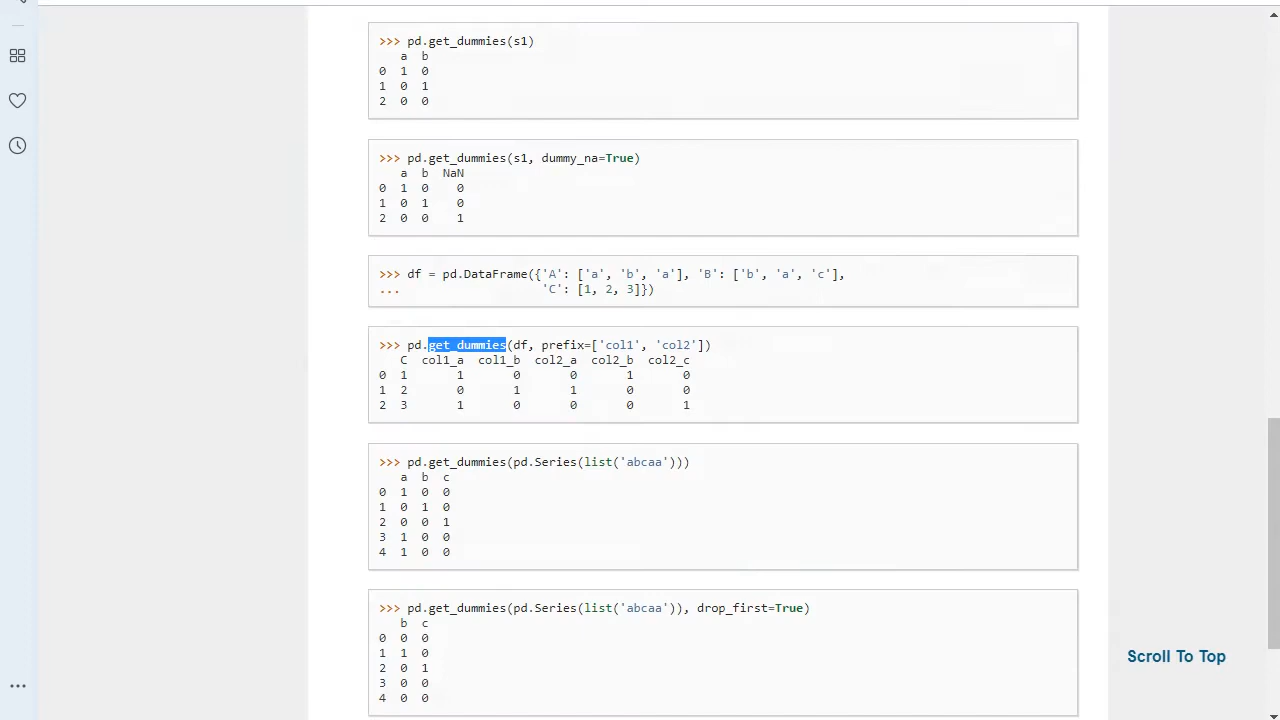 >>> pd.get_dummies(s1)
   a  b
0  1  0
1  0  1
2  0  0
>>> pd.get_dummies(s1, dummy_na=True)
   a  b  NaN
0  1  0    0
1  0  1    0
2  0  0    1
>>> df = pd.DataFrame({'A': ['a', 'b', 'a'], 'B': ['b', 'a', 'c'],
...                    'C': [1, 2, 3]})
>>> pd.get_dummies(df, prefix=['col1', 'col2'])
   C  col1_a  col1_b  col2_a  col2_b  col2_c
0  1       1       0       0       1       0
1  2       0       1       1       0       0
2  3       1       0       0       0       1
>>> pd.get_dummies(pd.Series(list('abcaa')))
   a  b  c
0  1  0  0
1  0  1  0
2  0  0  1
3  1  0  0
4  1  0  0
>>> pd.get_dummies(pd.Series(list('abcaa')), drop_first=True)
   b  c
0  0  0
1  1  0
2  0  1
3  0  0
4  0  0
Scroll To Top